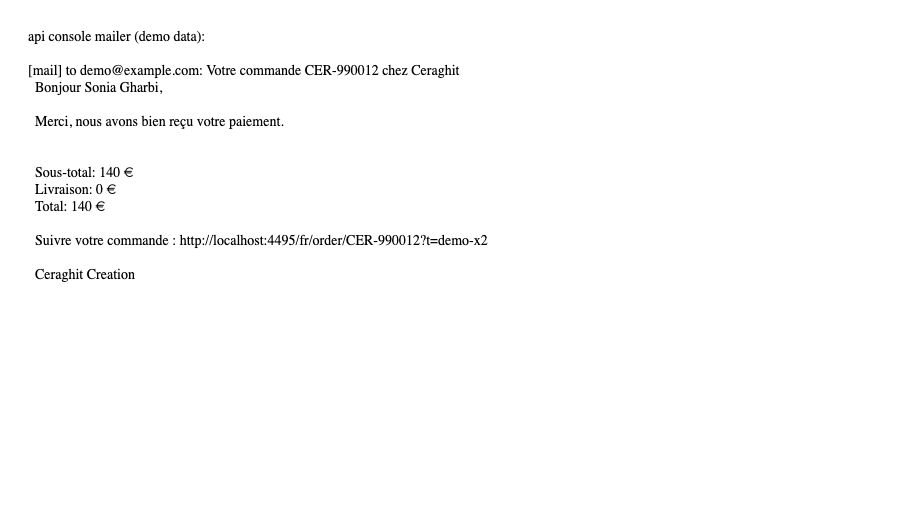 api console mailer (demo data):
[mail] to demo@example.com: Votre commande CER-990012 chez Ceraghit
Bonjour Sonia Gharbi,
Merci, nous avons bien reçu votre paiement.
Sous-total: 140 €
Livraison: 0 €
Total: 140 €
Suivre votre commande : http://localhost:4495/fr/order/CER-990012?t=demo-x2
Ceraghit Creation